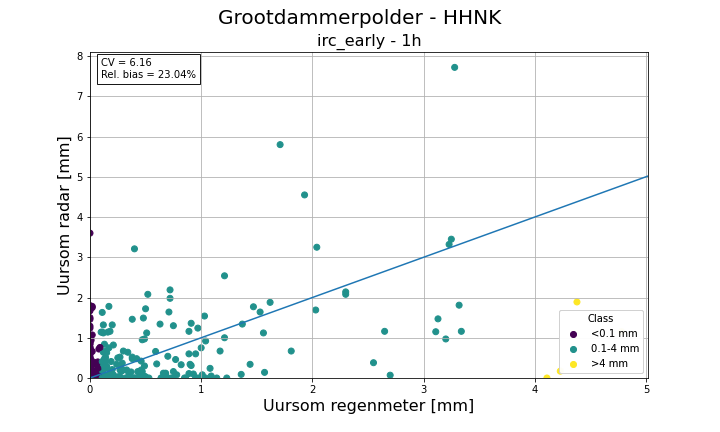 Grootdammerpolder - HHNK
irc_early - 1h
CV = 6.16
Rel. bias = 23.04%
8
7
6
5
4
3
2
1
0
Uursom radar [mm]
Class
<0.1 mm
0.1-4 mm
>4 mm
0
1
2
3
4
5
Uursom regenmeter [mm]